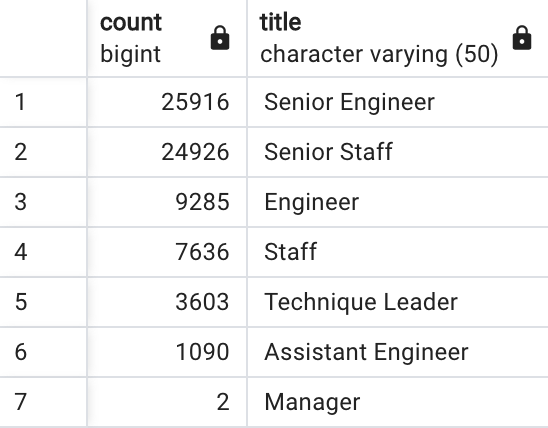 count title
bigint character varying (50)
1 25916 Senior Engineer
2 24926 Senior Staff
3 9285 Engineer
4 7636 Staff
5 3603 Technique Leader
6 1090 Assistant Engineer
7 2 Manager